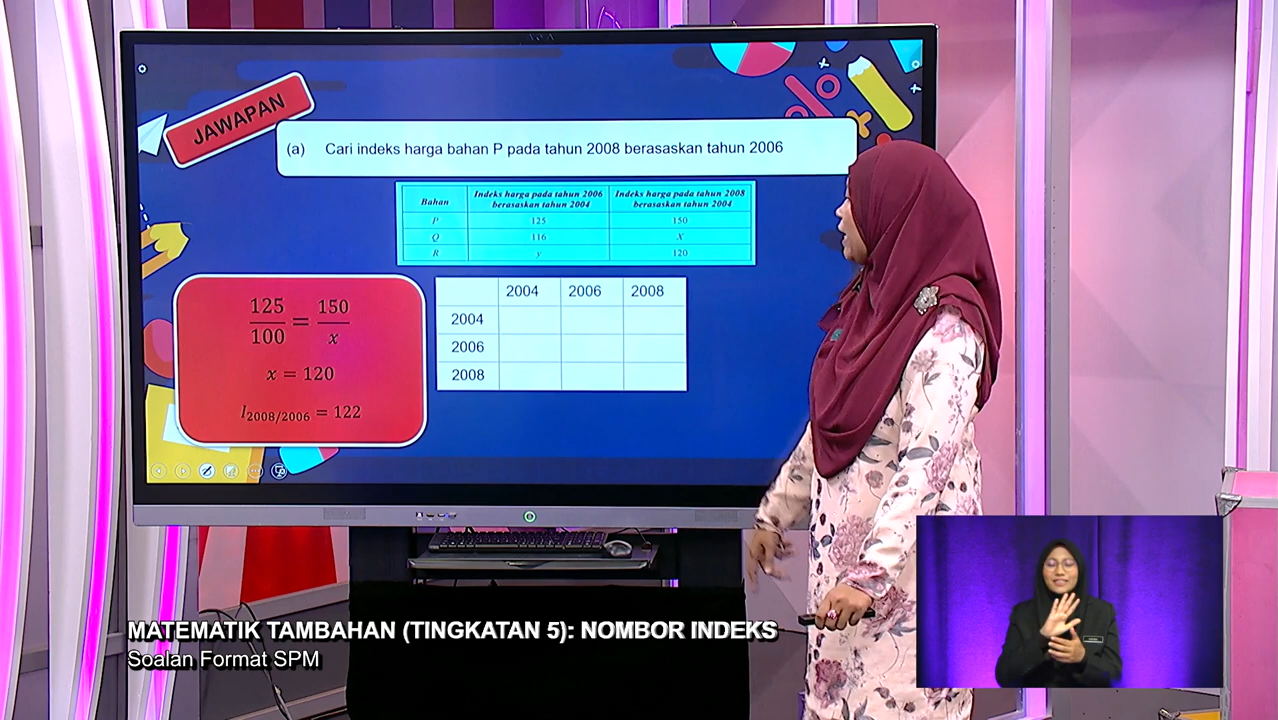 JAWAPAN
(a) Cari indeks harga bahan P pada tahun 2008 berasaskan tahun 2006
Bahan Indeks harga pada tahun 2006 berasaskan tahun 2004 Indeks harga pada tahun 2008 berasaskan tahun 2004
P 125 150
Q 116 X
R y 120
125/100 = 150/x
x = 120
I2008/2006 = 122
2004 2006 2008
2004
2006
2008
MATEMATIK TAMBAHAN (TINGKATAN 5): NOMBOR INDEKS
Soalan Format SPM